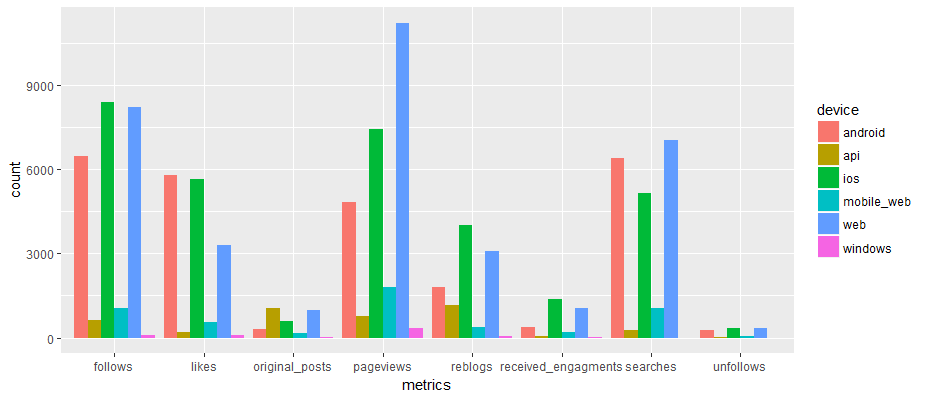 count
9000
6000
3000
0
follows likes original_posts pageviews reblogs received_engagments searches unfollows
metrics
device
android
api
ios
mobile_web
web
windows